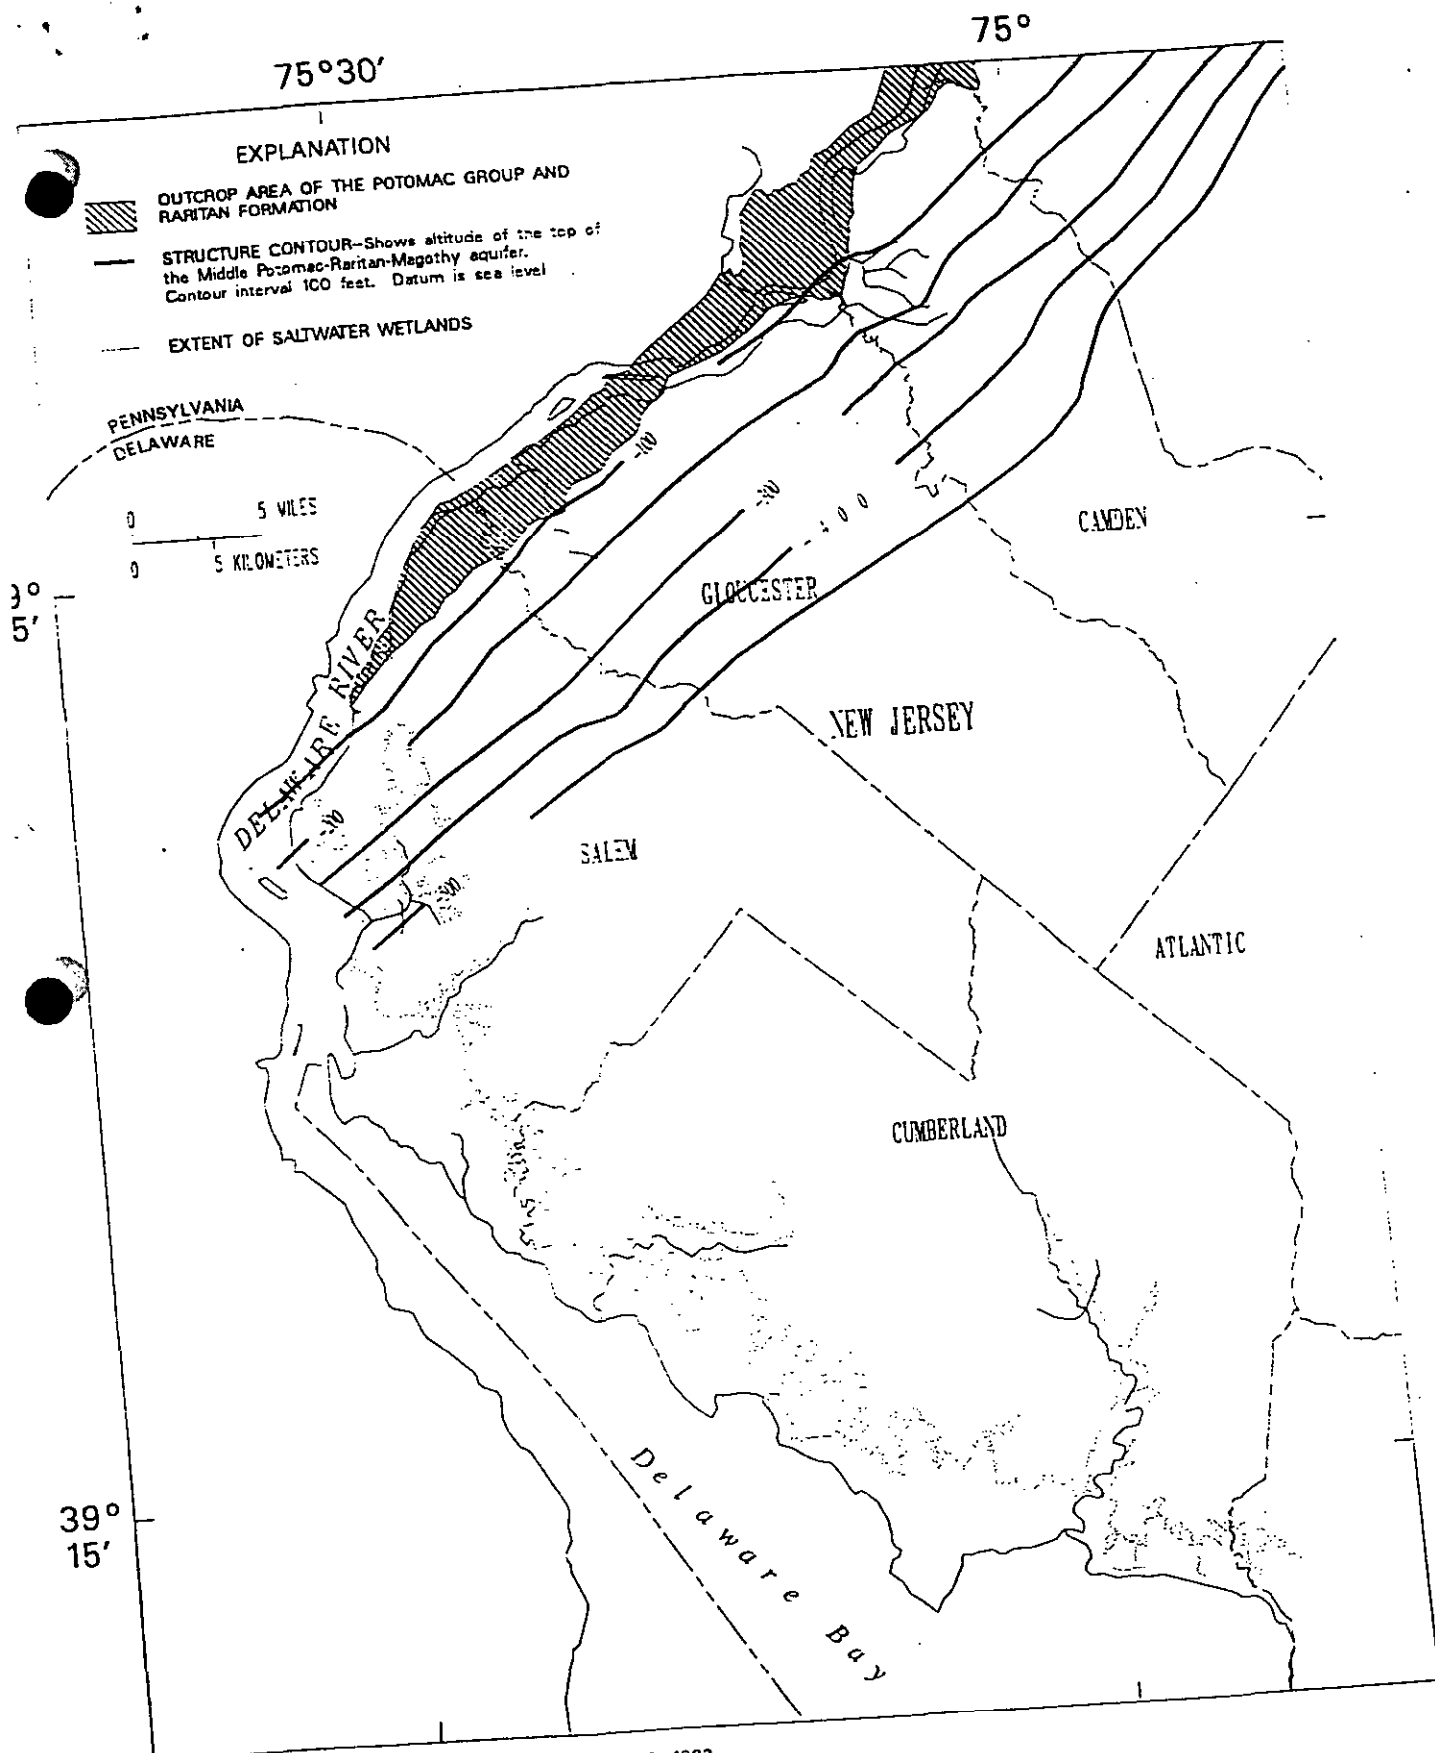 75°
75°30'
EXPLANATION
OUTCROP AREA OF THE POTOMAC GROUP AND
RARITAN FORMATION
STRUCTURE CONTOUR—Shows altitude of the top of
the Middle Potomac-Raritan-Magothy aquifer.
Contour interval 100 feet. Datum is sea level
EXTENT OF SALTWATER WETLANDS
PENNSYLVANIA
DELAWARE
0 5 MILES
0 5 KILOMETERS
9°
5'
-100
-400
CAMDEN
GLOUCESTER
DELAWARE RIVER
NEW JERSEY
SALEM
-500
ATLANTIC
CUMBERLAND
39°
15'
Delaware Bay